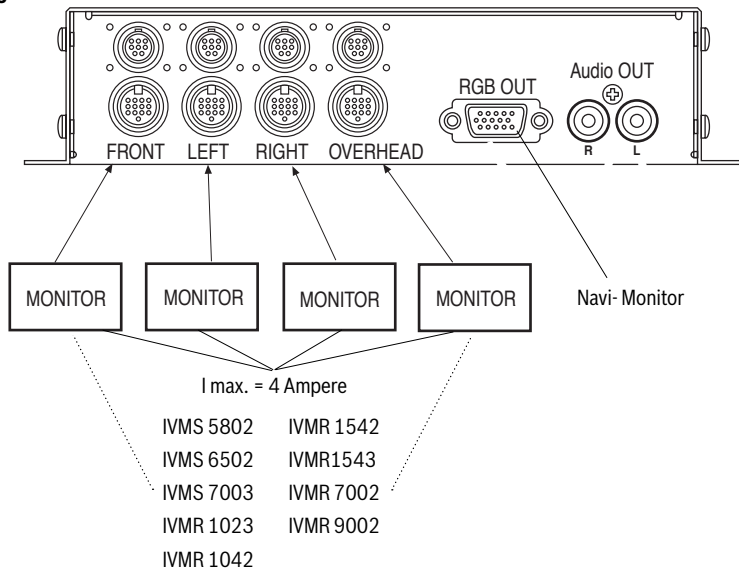 RGB OUT
Audio OUT
R L
FRONT LEFT RIGHT OVERHEAD
MONITOR MONITOR MONITOR MONITOR
Navi- Monitor
I max. = 4 Ampere
IVMS 5802 IVMR 1542
IVMS 6502 IVMR1543
IVMS 7003 IVMR 7002
IVMR 1023 IVMR 9002
IVMR 1042